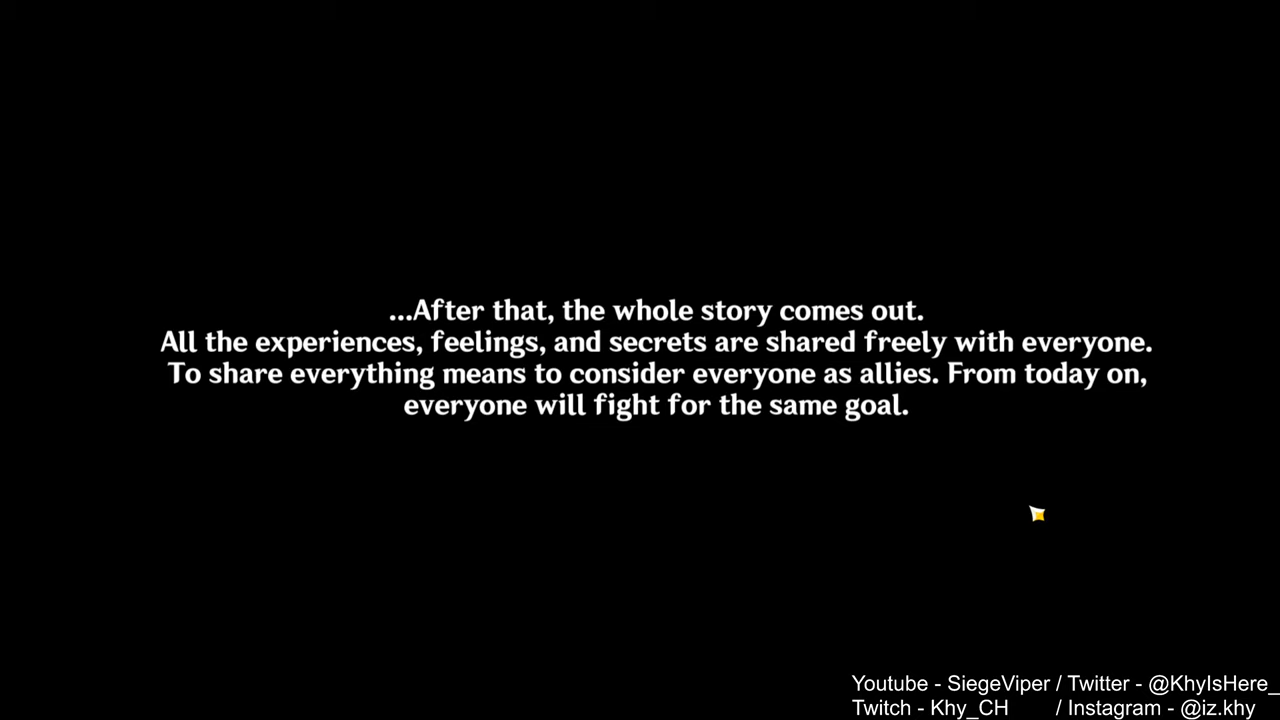 ...After that, the whole story comes out.
All the experiences, feelings, and secrets are shared freely with everyone.
To share everything means to consider everyone as allies. From today on,
everyone will fight for the same goal.
Youtube - SiegeViper / Twitter - @KhyIsHere_
Twitch - Khy_CH / Instagram - @iz.khy